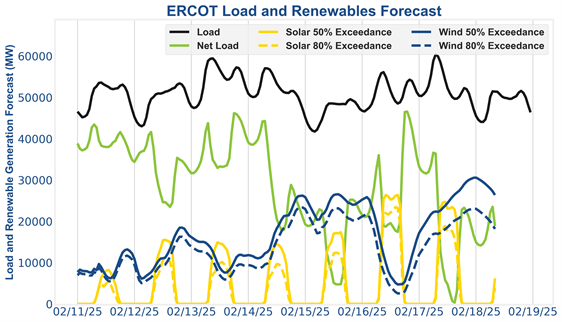 ERCOT Load and Renewables Forecast
Load and Renewable Generation Forecast (MW)
Load Solar 50% Exceedance Wind 50% Exceedance
Net Load Solar 80% Exceedance Wind 80% Exceedance
60000
50000
40000
30000
20000
10000
0
02/11/25 02/12/25 02/13/25 02/14/25 02/15/25 02/16/25 02/17/25 02/18/25 02/19/25